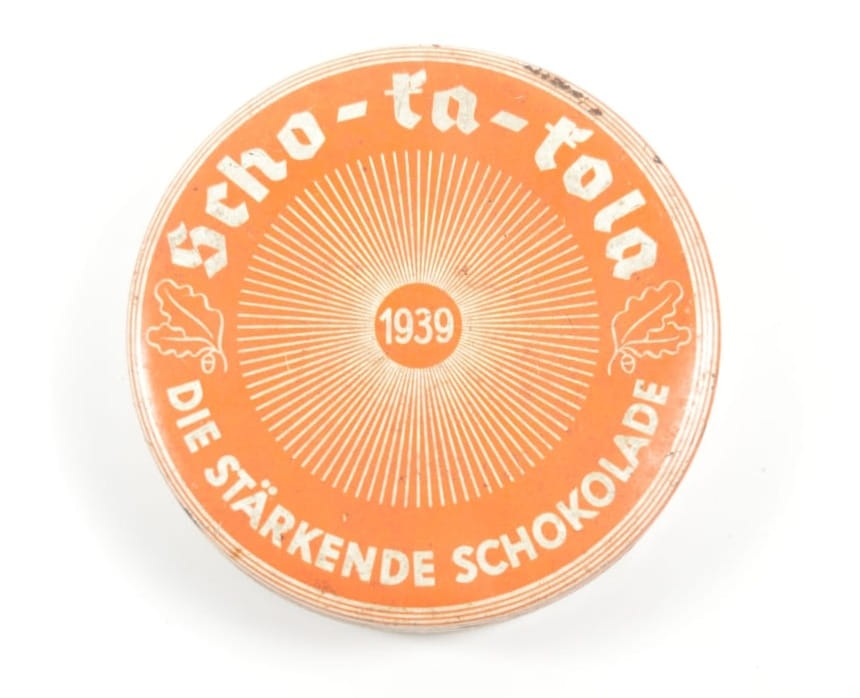 Scho-ka-kola
1939
DIE STÄRKENDE SCHOKOLADE